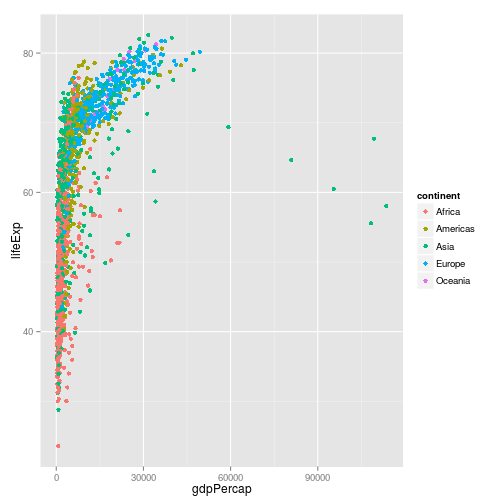 80
60
40
lifeExp
0
30000
60000
90000
gdpPercap
continent
Africa
Americas
Asia
Europe
Oceania